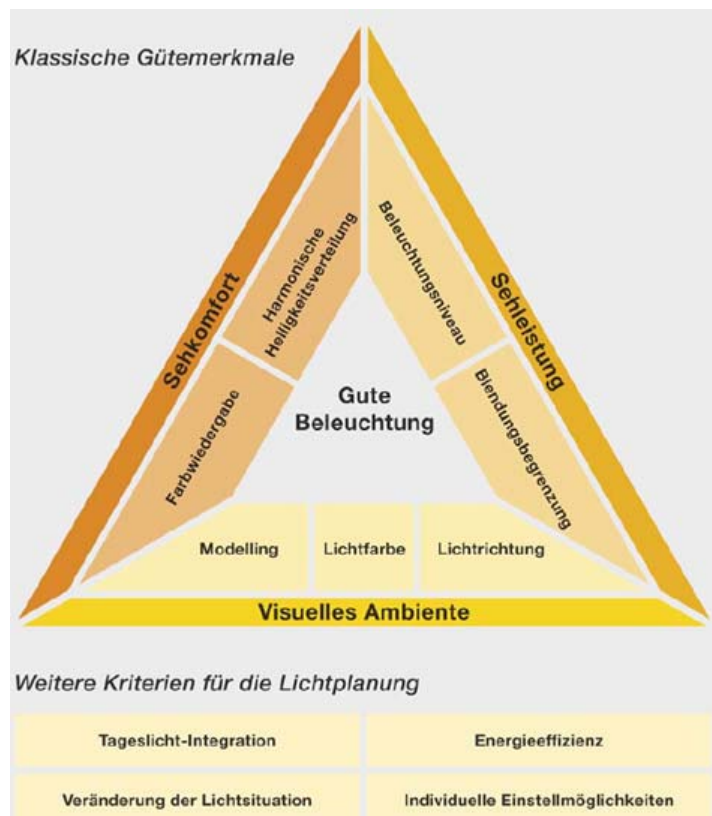 Klassische Gütemerkmale
Sehkomfort
Harmonische
Helligkeitsverteilung
Farbwiedergabe
Beleuchtungsniveau
Blendungsbegrenzung
Sehleistung
Gute
Beleuchtung
Modelling
Lichtfarbe
Lichtrichtung
Visuelles Ambiente
Weitere Kriterien für die Lichtplanung
Tageslicht-Integration
Energieeffizienz
Veränderung der Lichtsituation
Individuelle Einstellmöglichkeiten